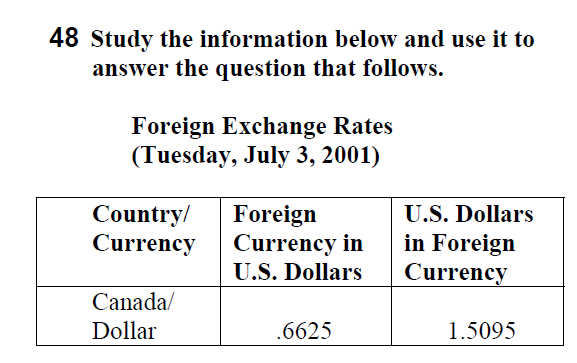 48 Study the information below and use it to
answer the question that follows.
Foreign Exchange Rates
(Tuesday, July 3, 2001)
Country/ Foreign U.S. Dollars
Currency Currency in in Foreign
U.S. Dollars Currency
Canada/
Dollar .6625 1.5095